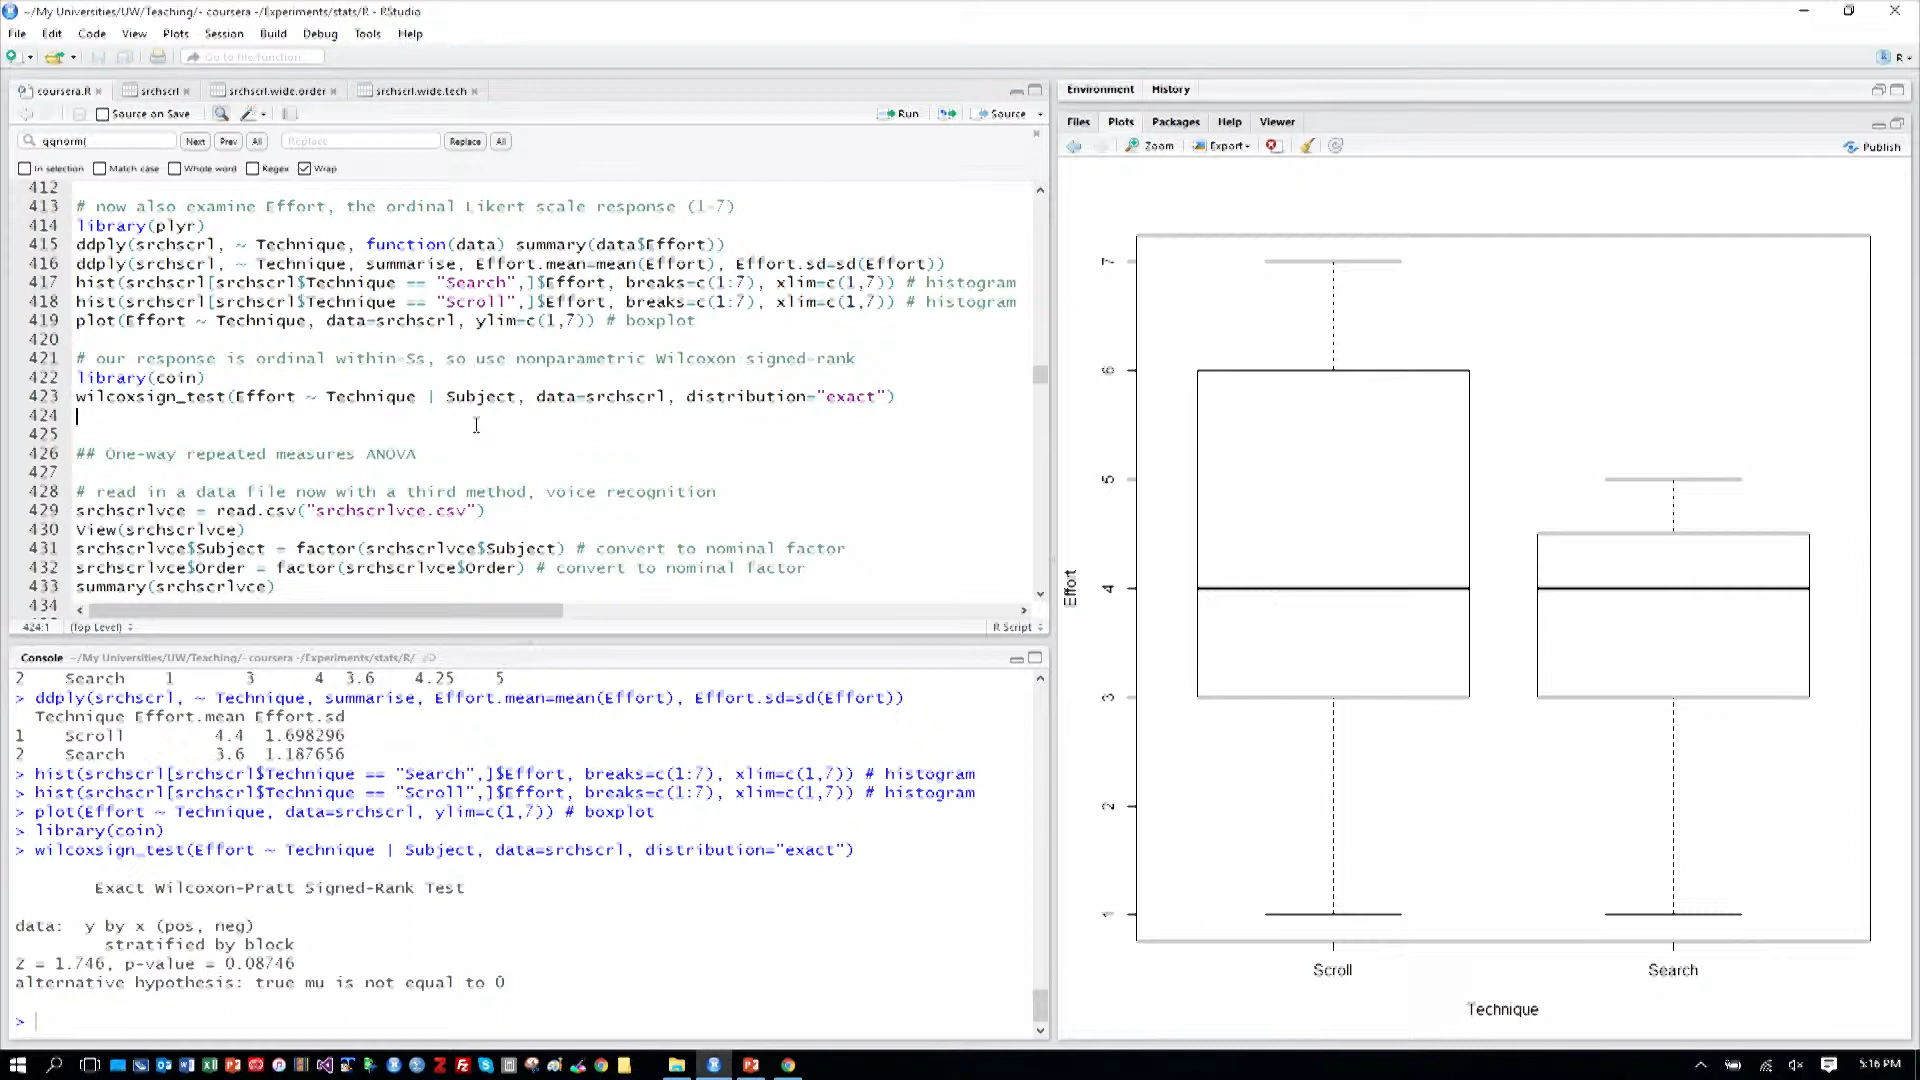 ~/My Universities/UW/Teaching/- coursera -/Experiments/stats/R - RStudio
File Edit Code View Plots Session Build Debug Tools Help
Go to file/function
R
coursera.R srchscrl srchscrl.wide.order srchscrl.wide.tech
Source on Save Run Source
qqnorm( Next Prev All Replace Replace All
In selection Match case Whole word Regex Wrap
412
413 # now also examine Effort, the ordinal Likert scale response (1-7)
414 library(plyr)
415 ddply(srchscrl, ~ Technique, function(data) summary(data$Effort))
416 ddply(srchscrl, ~ Technique, summarise, Effort.mean=mean(Effort), Effort.sd=sd(Effort))
417 hist(srchscrl[srchscrl$Technique == "Search",]$Effort, breaks=c(1:7), xlim=c(1,7)) # histogram
418 hist(srchscrl[srchscrl$Technique == "Scroll",]$Effort, breaks=c(1:7), xlim=c(1,7)) # histogram
419 plot(Effort ~ Technique, data=srchscrl, ylim=c(1,7)) # boxplot
420
421 # our response is ordinal within-Ss, so use nonparametric Wilcoxon signed-rank
422 library(coin)
423 wilcoxsign_test(Effort ~ Technique | Subject, data=srchscrl, distribution="exact")
424
425
426 ## One-way repeated measures ANOVA
427
428 # read in a data file now with a third method, voice recognition
429 srchscrlvce = read.csv("srchscrlvce.csv")
430 View(srchscrlvce)
431 srchscrlvce$Subject = factor(srchscrlvce$Subject) # convert to nominal factor
432 srchscrlvce$Order = factor(srchscrlvce$Order) # convert to nominal factor
433 summary(srchscrlvce)
434
424:1 (Top Level) R Script
Console ~/My Universities/UW/Teaching/- coursera -/Experiments/stats/R/
2 Search 1 3 4 3.6 4.25 5
> ddply(srchscrl, ~ Technique, summarise, Effort.mean=mean(Effort), Effort.sd=sd(Effort))
Technique Effort.mean Effort.sd
1 Scroll 4.4 1.698296
2 Search 3.6 1.187656
> hist(srchscrl[srchscrl$Technique == "Search",]$Effort, breaks=c(1:7), xlim=c(1,7)) # histogram
> hist(srchscrl[srchscrl$Technique == "Scroll",]$Effort, breaks=c(1:7), xlim=c(1,7)) # histogram
> plot(Effort ~ Technique, data=srchscrl, ylim=c(1,7)) # boxplot
> library(coin)
> wilcoxsign_test(Effort ~ Technique | Subject, data=srchscrl, distribution="exact")
Exact Wilcoxon-Pratt Signed-Rank Test
data: y by x (pos, neg)
stratified by block
Z = 1.746, p-value = 0.08746
alternative hypothesis: true mu is not equal to 0
>
Environment History
Files Plots Packages Help Viewer
Zoom Export Publish
7
6
5
4
3
2
1
Effort
Scroll Search
Technique
5:16 PM